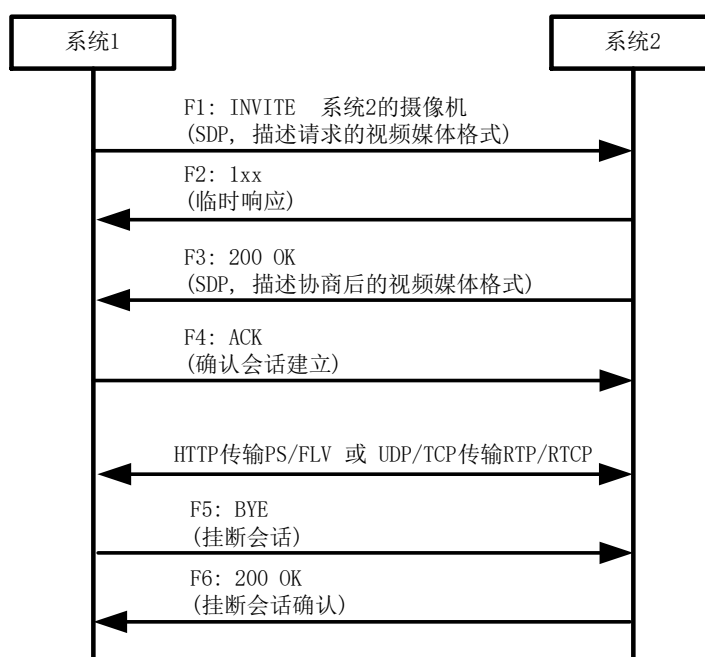 系统1
系统2
F1: INVITE 系统2的摄像机
(SDP, 描述请求的视频媒体格式)
F2: 1xx
(临时响应)
F3: 200 OK
(SDP, 描述协商后的视频媒体格式)
F4: ACK
(确认会话建立)
HTTP传输PS/FLV 或 UDP/TCP传输RTP/RTCP
F5: BYE
(挂断会话)
F6: 200 OK
(挂断会话确认)